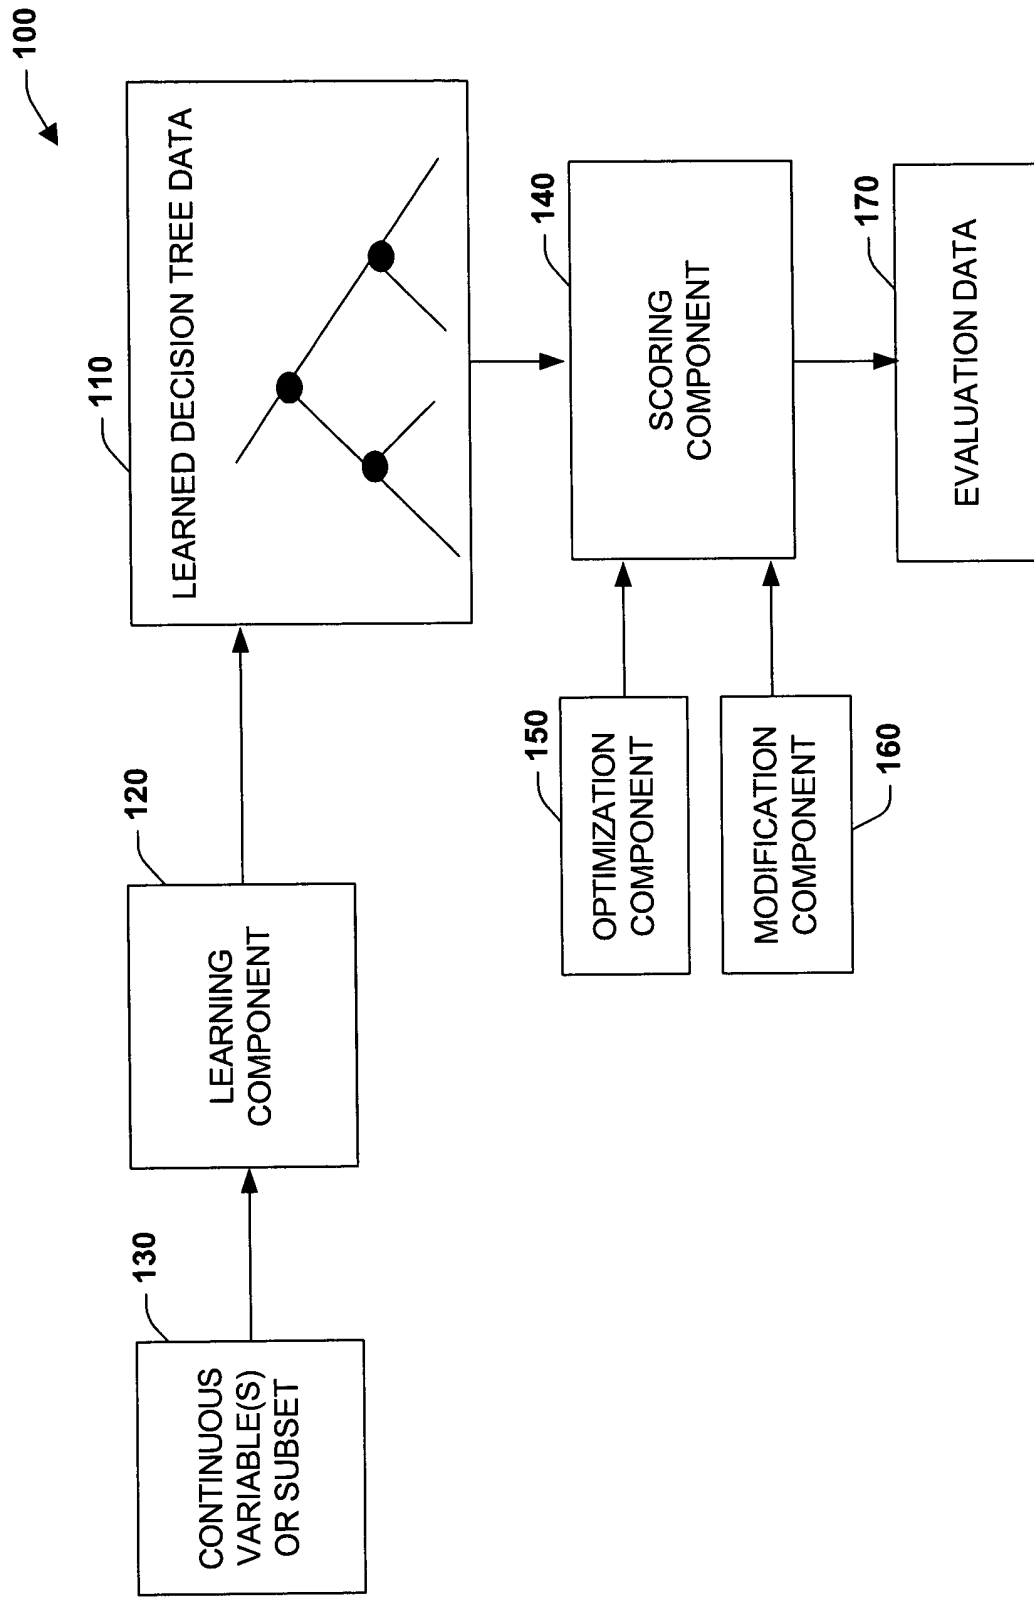 100
110
LEARNED DECISION TREE DATA
120
LEARNING
COMPONENT
130
CONTINUOUS
VARIABLE(S)
OR SUBSET
140
SCORING
COMPONENT
150
OPTIMIZATION
COMPONENT
MODIFICATION
COMPONENT
160
170
EVALUATION DATA